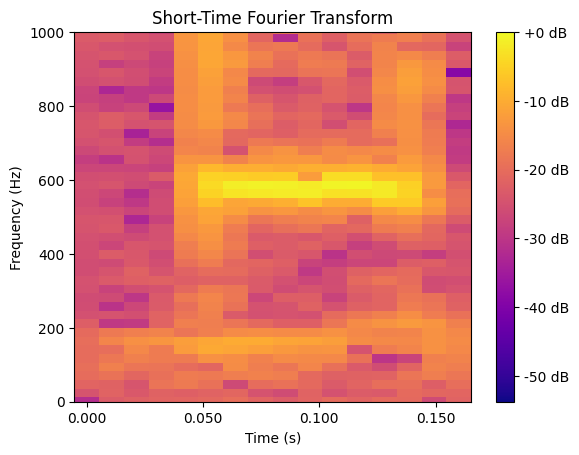 Short-Time Fourier Transform
1000
800
600
400
200
0
Frequency (Hz)
0.000
0.050
0.100
0.150
Time (s)
+0 dB
-10 dB
-20 dB
-30 dB
-40 dB
-50 dB